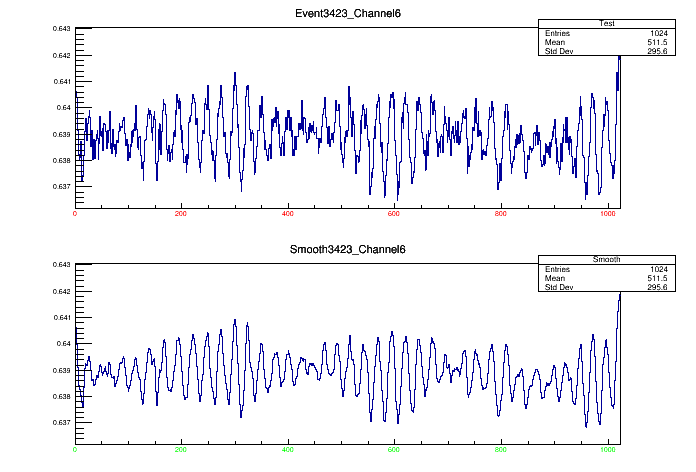 Event3423_Channel6
Test
Entries 1024
Mean 511.5
Std Dev 295.6
0.643
0.642
0.641
0.64
0.639
0.638
0.637
0 200 400 600 800 1000
Smooth3423_Channel6
Smooth
Entries 1024
Mean 511.5
Std Dev 295.6
0.643
0.642
0.641
0.64
0.639
0.638
0.637
0 200 400 600 800 1000